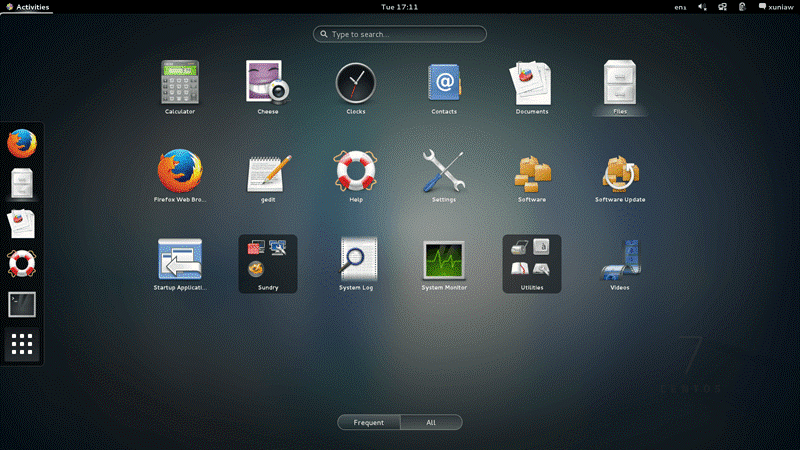 Activities
Tue 17:11
en₁
xuniaw
Type to search...
Calculator
Cheese
Clocks
Contacts
Documents
Files
Firefox Web Bro...
gedit
Help
Settings
Software
Software Update
Startup Applicati...
Sundry
System Log
System Monitor
Utilities
Videos
7
CENTOS
Frequent
All